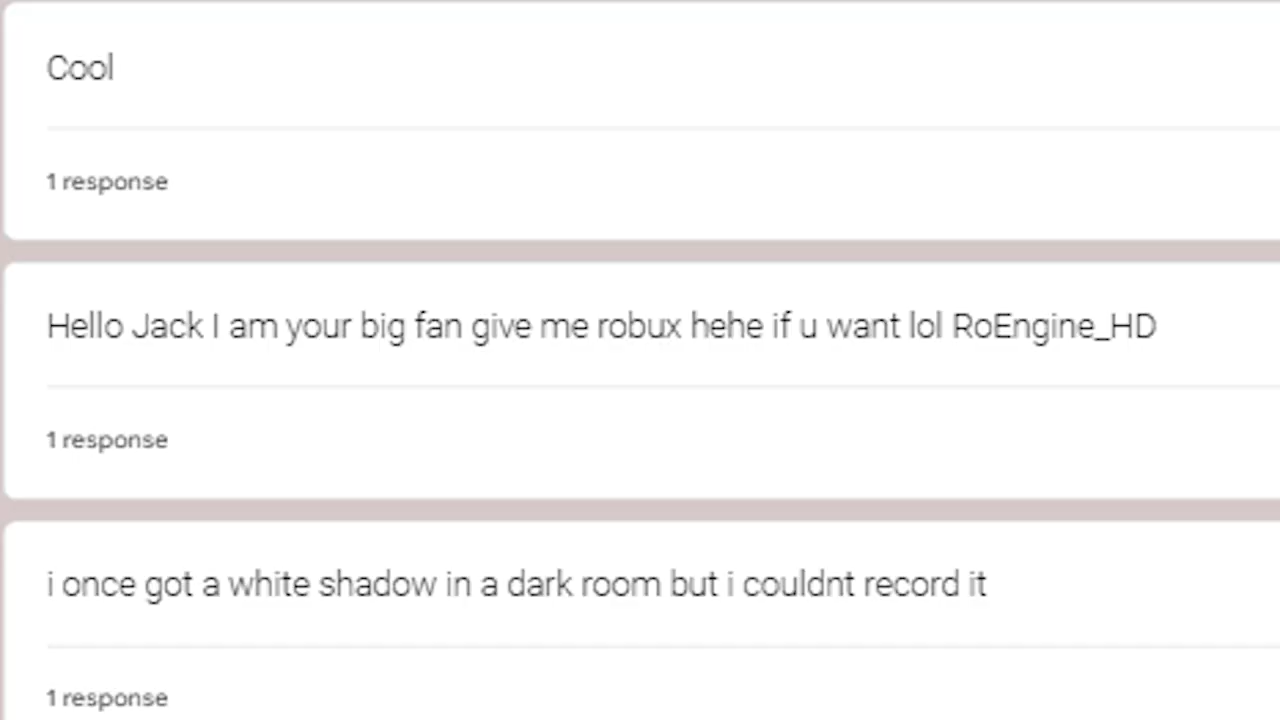 Cool
1 response
Hello Jack I am your big fan give me robux hehe if u want lol RoEngine_HD
1 response
i once got a white shadow in a dark room but i couldnt record it
1 response